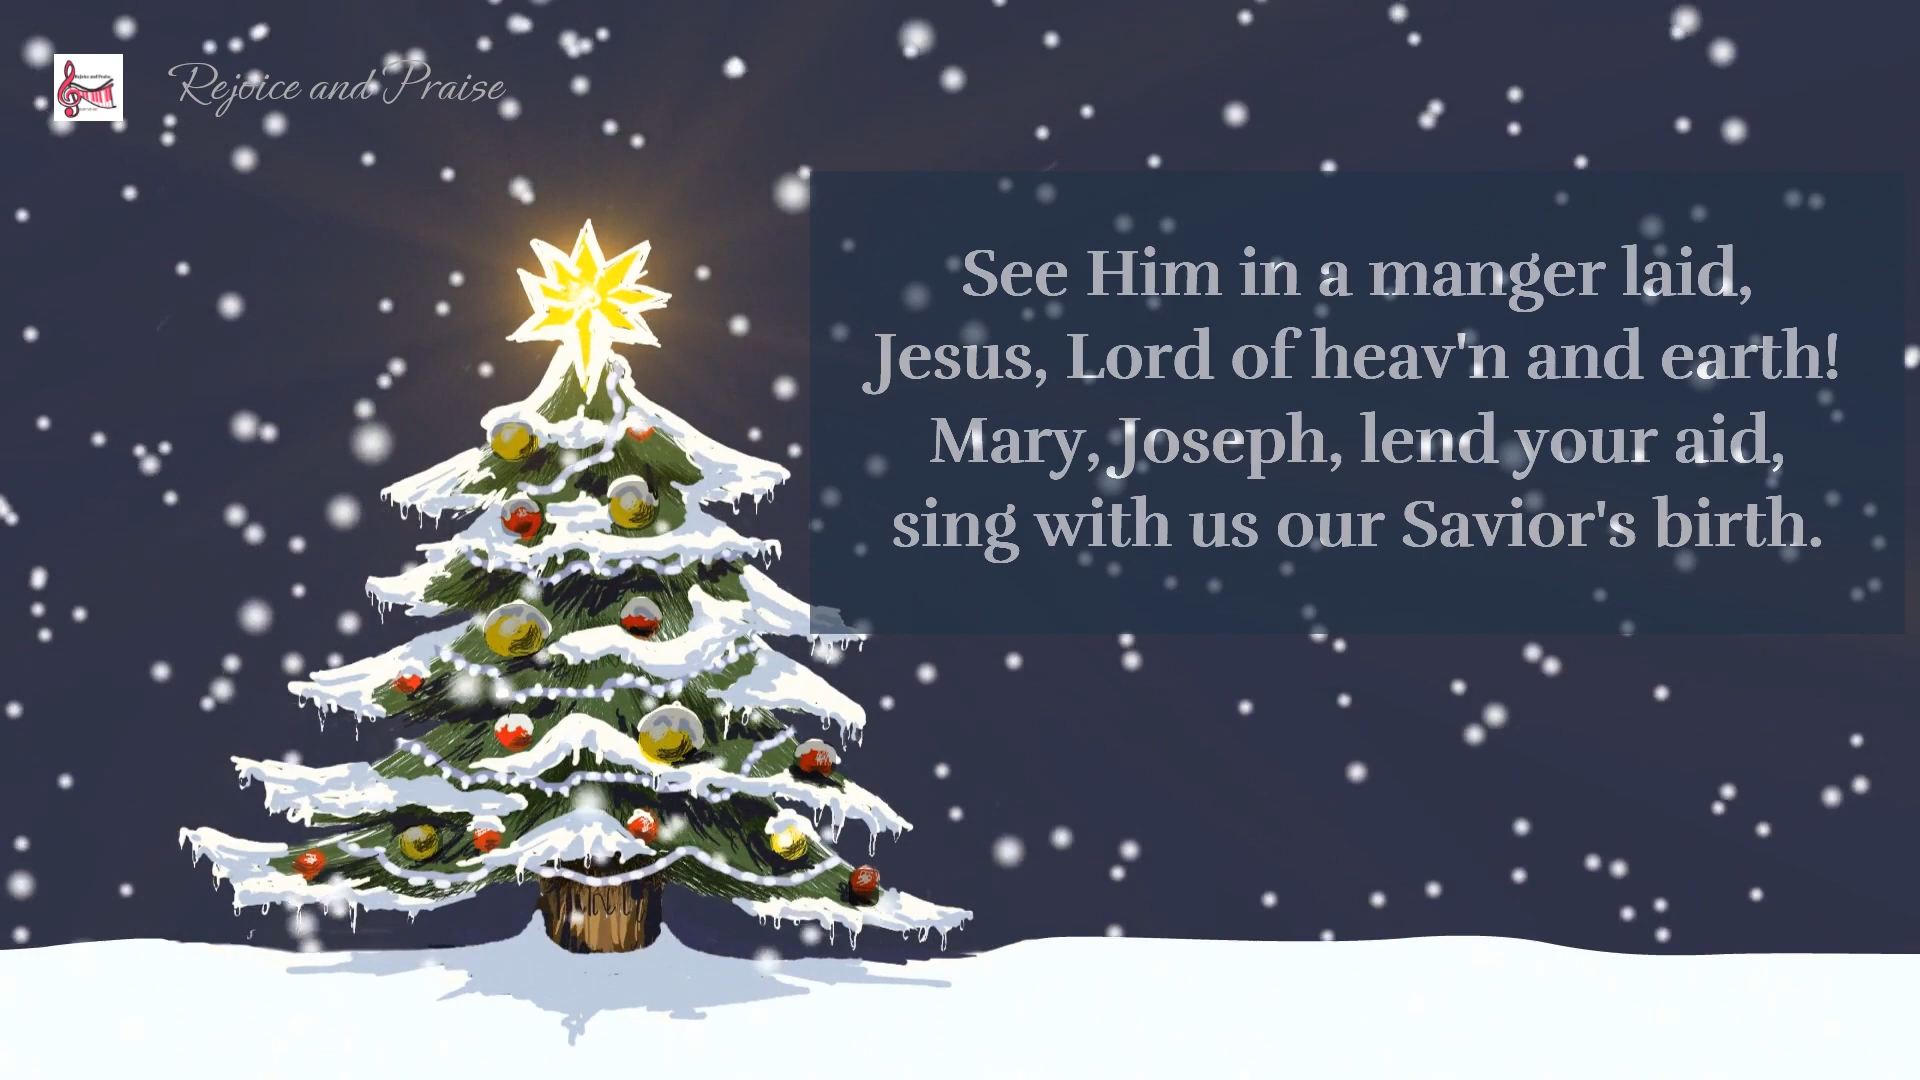 Rejoice and Praise
See Him in a manger laid,
Jesus, Lord of heav'n and earth!
Mary, Joseph, lend your aid,
sing with us our Savior's birth.